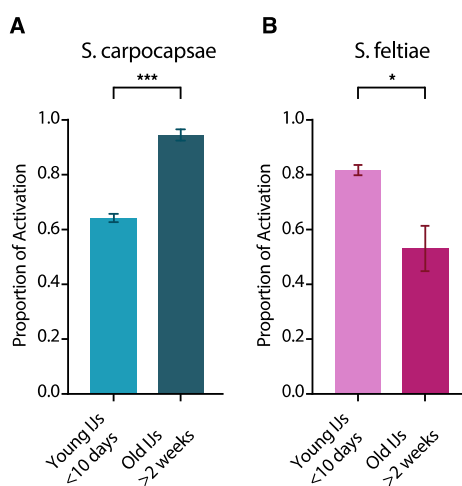 A
S. carpocapsae
***
Proportion of Activation
1.0
0.8
0.6
0.4
0.2
0.0
Young IJs
<10 days
Old IJs
>2 weeks
B
S. feltiae
*
Proportion of Activation
1.0
0.8
0.6
0.4
0.2
0.0
Young IJs
<10 days
Old IJs
>2 weeks